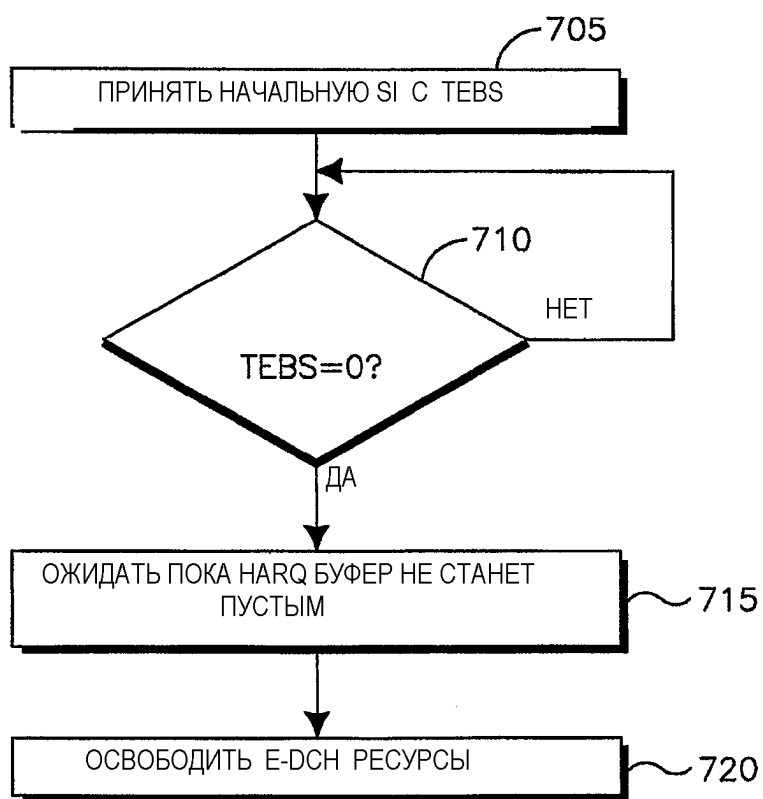 705
ПРИНЯТЬ НАЧАЛЬНУЮ SI С TEBS
710
НЕТ
TEBS=0?
ДА
ОЖИДАТЬ ПОКА HARQ БУФЕР НЕ СТАНЕТ
ПУСТЫМ
715
ОСВОБОДИТЬ E-DCH РЕСУРСЫ
720